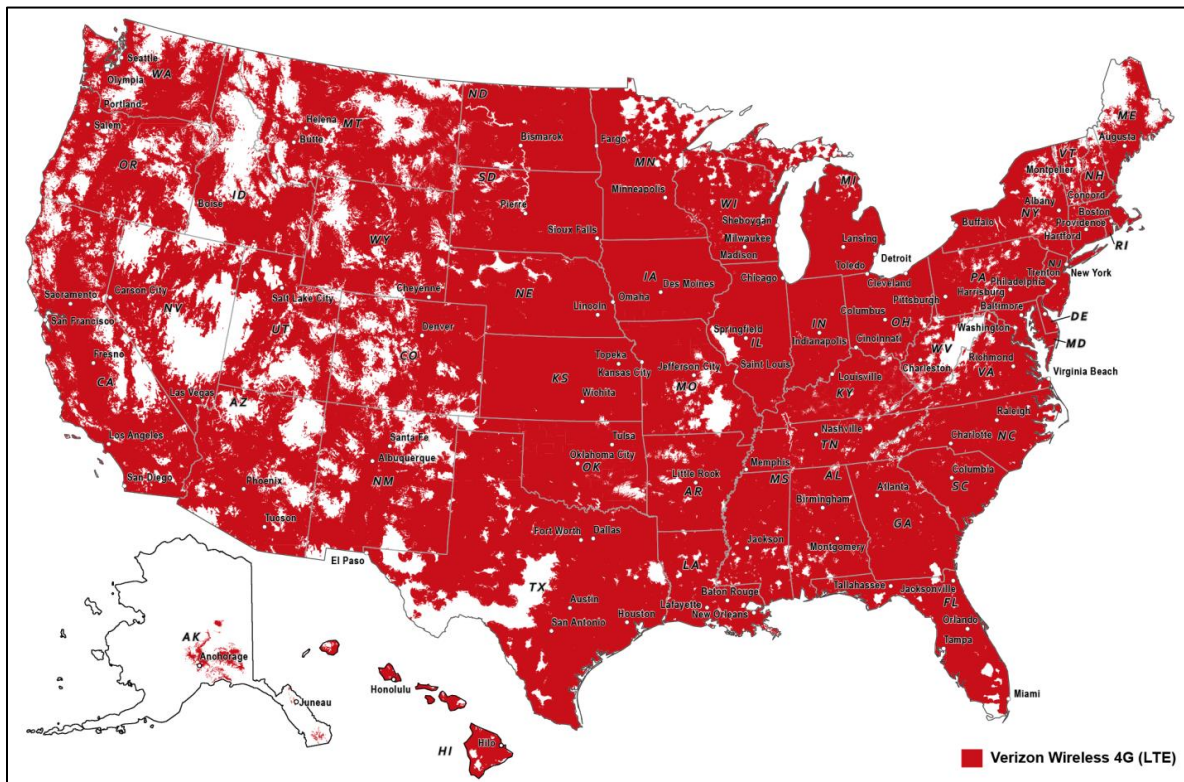 Seattle
WA
Olympia
Portland
Salem
OR
Helena
MT
Butte
ID
Boise
ND
Bismarok
Fargo
MN
SD
Minneapolis
Pierre
Sioux Falls
WY
Cheyenne
WI
Sheboygan
Milwaukee
Madison
MI
Lansing
Detroit
Toledo
ME
Augusta
VT
Montpelier
NH
Concord
Albany
NY
Boston
Providence
Hartford
RI
Buffalo
Sacramento
Carson City
San Francisco
NV
Fresno
CA
Las Vegas
Los Angeles
San Diego
Salt Lake City
UT
Denver
CO
NE
Lincoln
IA
Des Moines
Omaha
Chicago
Springfield
IL
IN
Indianapolis
Cleveland
Columbus
OH
Cincinnati
Pittsburgh
PA
Harrisburg
Philadelphia
NJ
Trenton
New York
Baltimore
Washington
DE
MD
WV
Charleston
Richmond
VA
Virginia Beach
Topeka
Kansas City
KS
Wichita
Jefferson City
Saint Louis
MO
Louisville
KY
AZ
Phoenix
Tucson
Santa Fe
Albuquerque
NM
Tulsa
Oklahoma City
OK
Little Rock
AR
Nashville
TN
Memphis
Raleigh
Charlotte
NC
Columbia
SC
MS
AL
Birmingham
Atlanta
GA
Montgomery
Jackson
El Paso
Fort Worth
Dallas
TX
Austin
San Antonio
Houston
LA
Baton Rouge
Lafayette
New Orleans
Tallahassee
Jacksonville
FL
Orlando
Tampa
Miami
AK
Anchorage
Juneau
Honolulu
HI
Hilo
Verizon Wireless 4G (LTE)